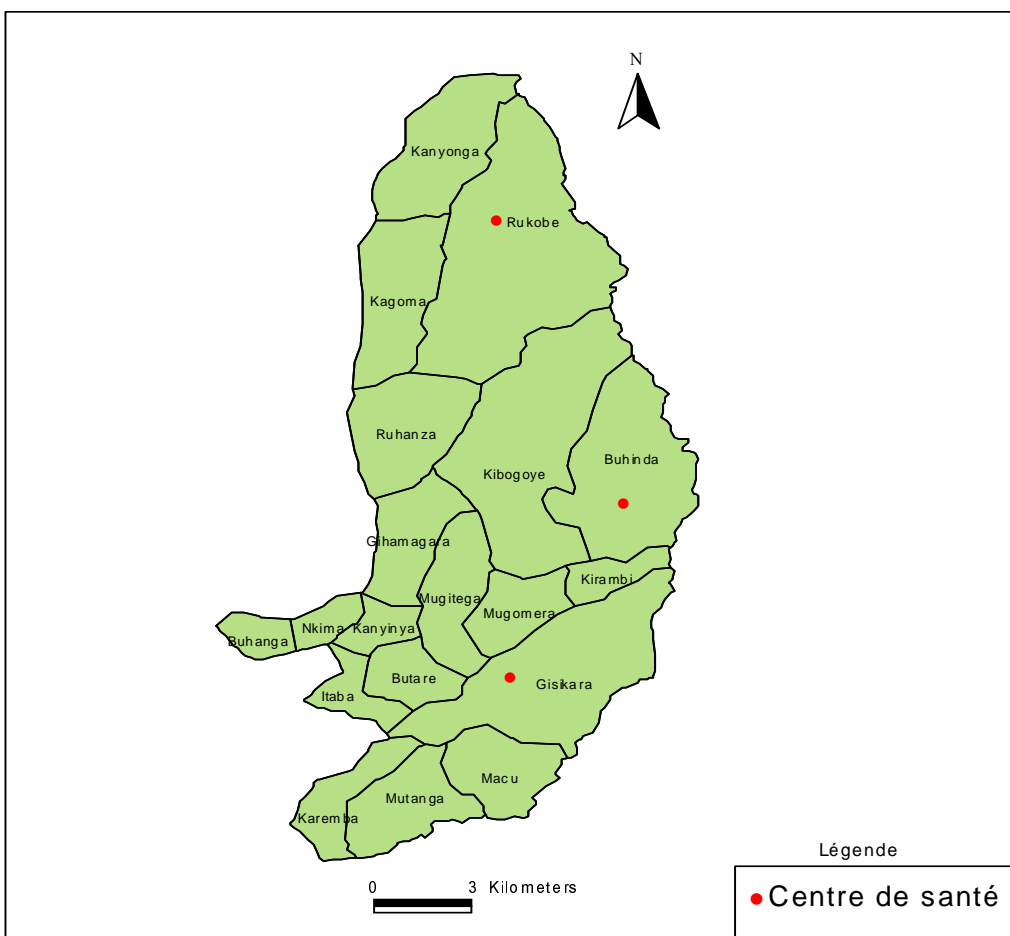 N
Kanyonga
Rukobe
Kagoma
Ruhanza
Buhinda
Kibogoye
Gihamagara
Kirambi
Mugitega
Mugomera
Nkima
Kanyinya
Buhanga
Butare
Gisikara
Itaba
Macu
Mutanga
Karemba
Légende
0 3 Kilometers
Centre de santé